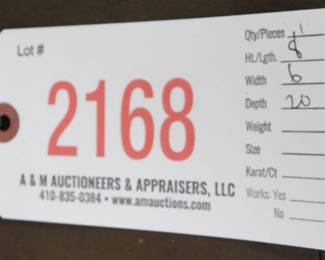 Lot #
2168
A & M AUCTIONEERS & APPRAISERS, LLC
410-835-0384 • www.amauctions.com
Qty/Pieces
Ht./Lgth. 8'
Width 6
Depth 20
Weight
Size
Karat/Ct
Works: Yes
No